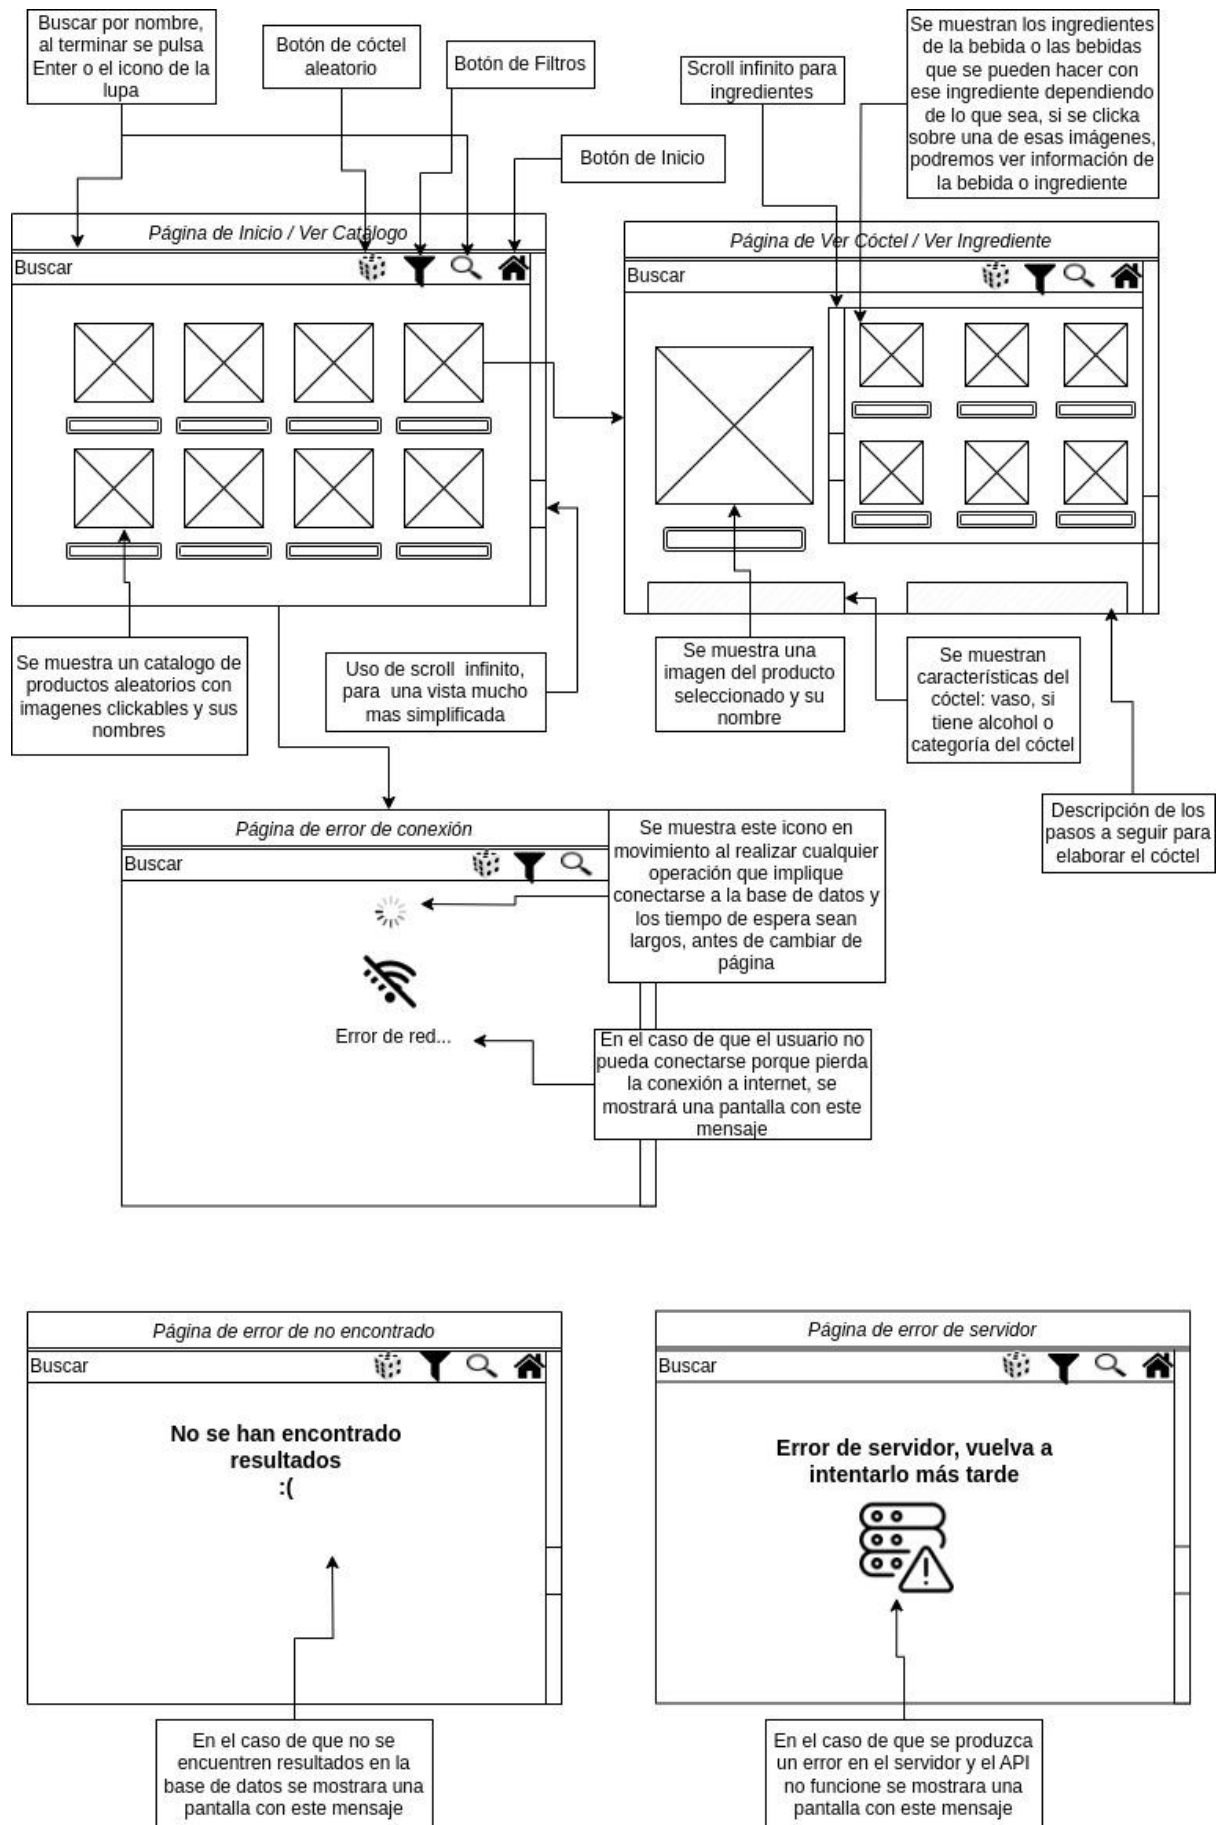 Buscar por nombre,
al terminar se pulsa
Enter o el icono de la
lupa
Botón de cóctel
aleatorio
Botón de Filtros
Botón de Inicio
Scroll infinito para
ingredientes
Se muestran los ingredientes
de la bebida o las bebidas
que se pueden hacer con
ese ingrediente dependiendo
de lo que sea, si se clicka
sobre una de esas imágenes,
podremos ver información de
la bebida o ingrediente
Página de Inicio / Ver Catálogo
Buscar
Página de Ver Cóctel / Ver Ingrediente
Buscar
Se muestra un catalogo de
productos aleatorios con
imagenes clickables y sus
nombres
Uso de scroll infinito,
para una vista mucho
mas simplificada
Se muestra una
imagen del producto
seleccionado y su
nombre
Se muestran
características del
cóctel: vaso, si
tiene alcohol o
categoría del cóctel
Descripción de los
pasos a seguir para
elaborar el cóctel
Página de error de conexión
Buscar
Error de red...
Se muestra este icono en
movimiento al realizar cualquier
operación que implique
conectarse a la base de datos y
los tiempo de espera sean
largos, antes de cambiar de
página
En el caso de que el usuario no
pueda conectarse porque pierda
la conexión a internet, se
mostrará una pantalla con este
mensaje
Página de error de no encontrado
Buscar
No se han encontrado
resultados
:(
En el caso de que no se
encuentren resultados en la
base de datos se mostrara una
pantalla con este mensaje
Página de error de servidor
Buscar
Error de servidor, vuelva a
intentarlo más tarde
En el caso de que se produzca
un error en el servidor y el API
no funcione se mostrara una
pantalla con este mensaje